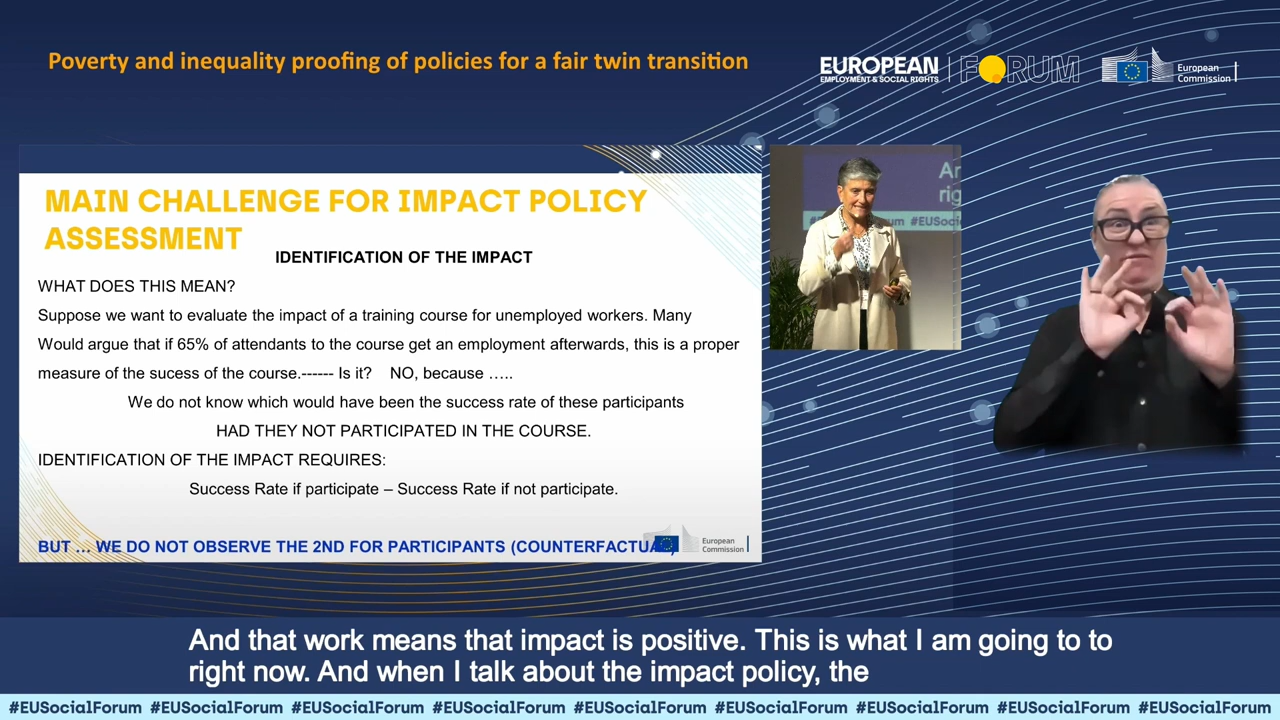 Poverty and inequality proofing of policies for a fair twin transition
EUROPEAN
EMPLOYMENT & SOCIAL RIGHTS
FORUM
European
Commission
MAIN CHALLENGE FOR IMPACT POLICY
ASSESSMENT
IDENTIFICATION OF THE IMPACT
WHAT DOES THIS MEAN?
Suppose we want to evaluate the impact of a training course for unemployed workers. Many
Would argue that if 65% of attendants to the course get an employment afterwards, this is a proper
measure of the sucess of the course.------ Is it? NO, because …..
We do not know which would have been the success rate of these participants
HAD THEY NOT PARTICIPATED IN THE COURSE.
IDENTIFICATION OF THE IMPACT REQUIRES:
Success Rate if participate – Success Rate if not participate.
BUT … WE DO NOT OBSERVE THE 2ND FOR PARTICIPANTS (COUNTERFACTUAL)
European
Commission
And that work means that impact is positive. This is what I am going to to
right now. And when I talk about the impact policy, the
#EUSocialForum #EUSocialForum #EUSocialForum #EUSocialForum #EUSocialForum #EUSocialForum #EUSocialForum #EUSocialForum #EUSocialForum